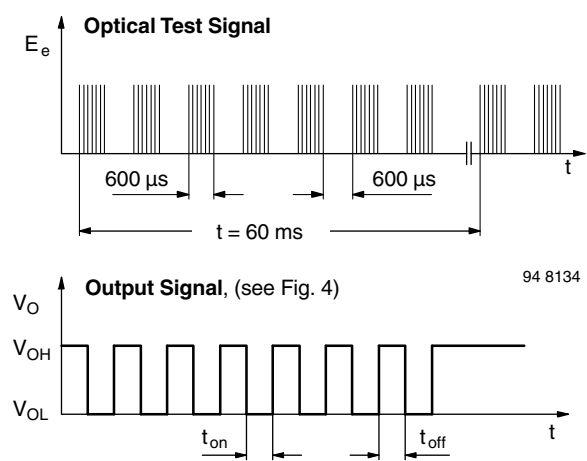 Optical Test Signal
E e
t
600 µs
600 µs
t = 60 ms
94 8134
Output Signal, (see Fig. 4)
V O
V OH
V OL
t
t on
t off